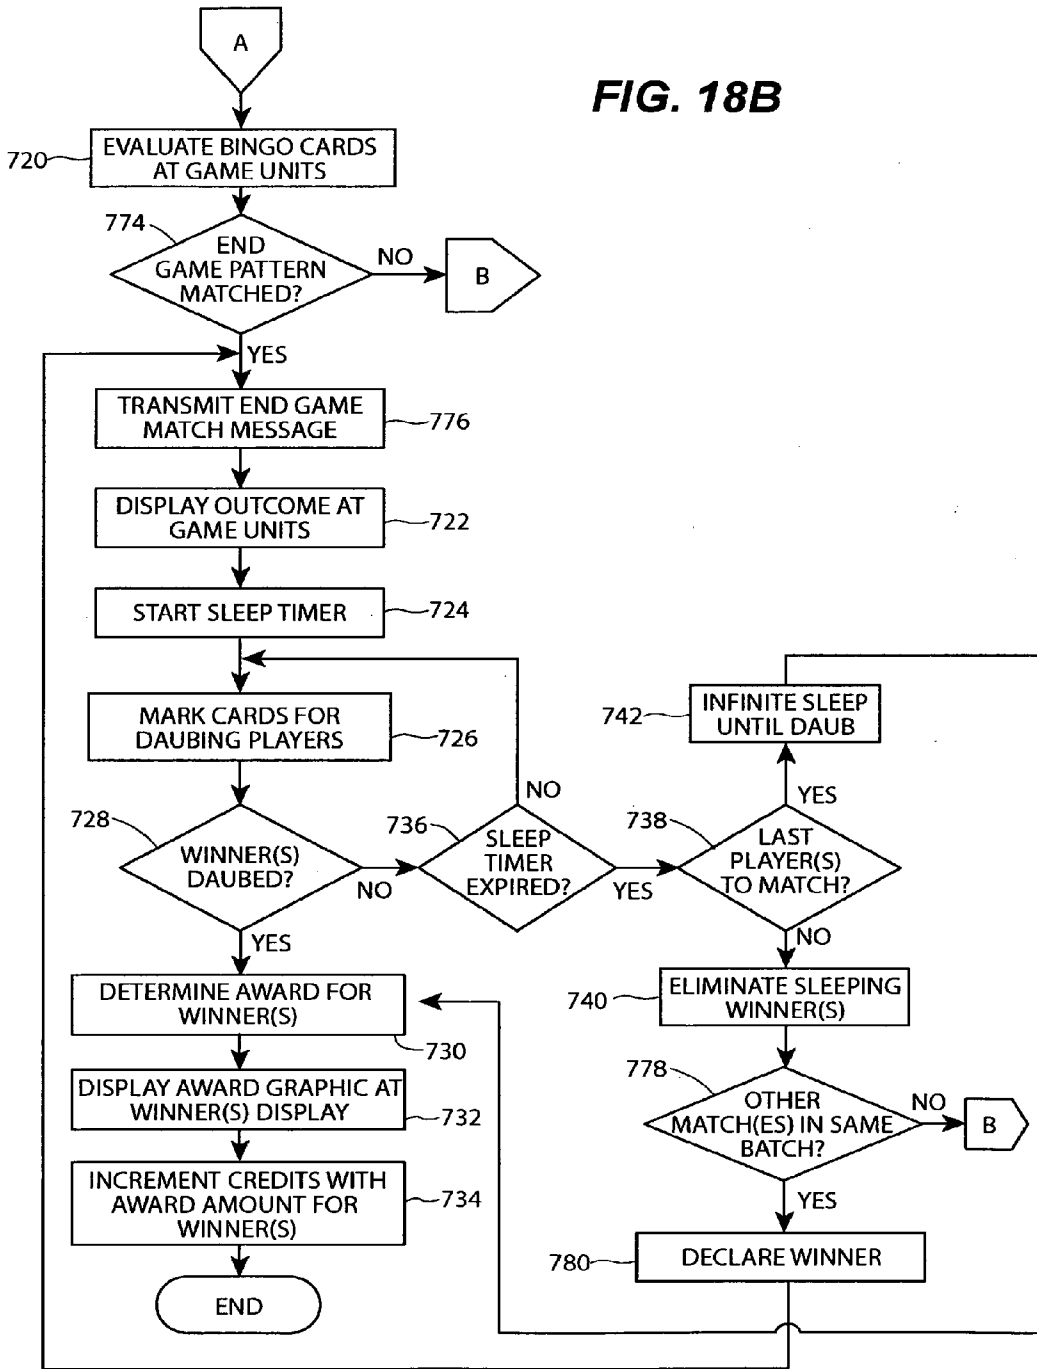 A
FIG. 18B
720
EVALUATE BINGO CARDS
AT GAME UNITS
774
END
GAME PATTERN
MATCHED?
NO
B
YES
TRANSMIT END GAME
MATCH MESSAGE
776
DISPLAY OUTCOME AT
GAME UNITS
722
START SLEEP TIMER
724
MARK CARDS FOR
DAUBING PLAYERS
726
728
WINNER(S)
DAUBED?
NO
YES
736
SLEEP
TIMER
EXPIRED?
NO
YES
738
LAST
PLAYER(S)
TO MATCH?
YES
NO
742
INFINITE SLEEP
UNTIL DAUB
DETERMINE AWARD FOR
WINNER(S)
730
DISPLAY AWARD GRAPHIC AT
WINNER(S) DISPLAY
732
INCREMENT CREDITS WITH
AWARD AMOUNT FOR
WINNER(S)
734
END
740
ELIMINATE SLEEPING
WINNER(S)
778
OTHER
MATCH(ES) IN SAME
BATCH?
NO
B
YES
780
DECLARE WINNER